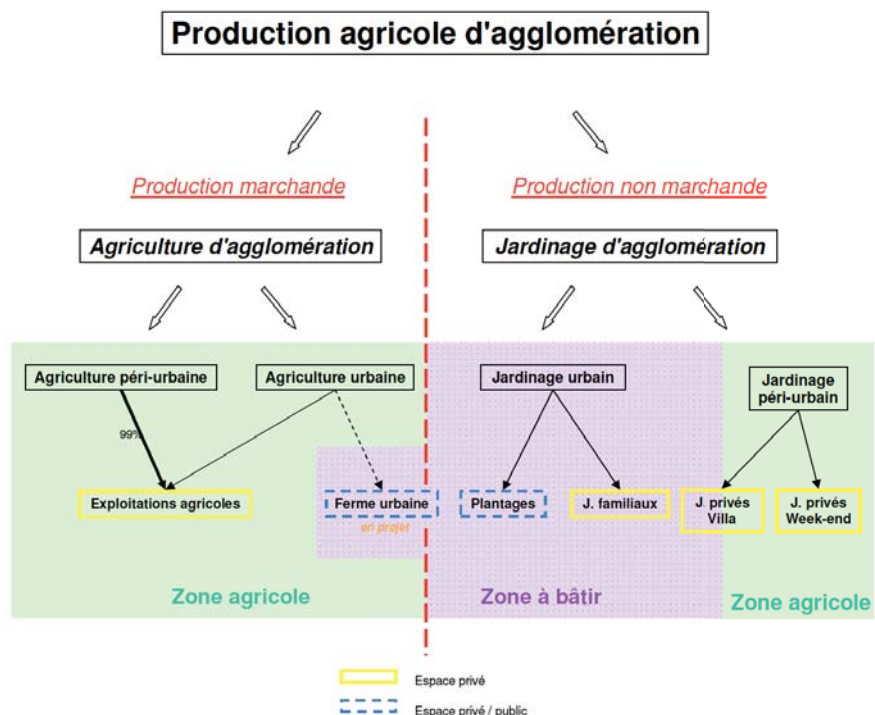 Production agricole d'agglomération
Production marchande
Production non marchande
Agriculture d'agglomération
Jardinage d'agglomération
Agriculture péri-urbaine
Agriculture urbaine
Jardinage urbain
Jardinage
péri-urbain
99%
Exploitations agricoles
Ferme urbaine
en projet
Plantages
J. familiaux
J. privés
Villa
J. privés
Week-end
Zone agricole
Zone à bâtir
Zone agricole
Espace privé
Espace privé / public